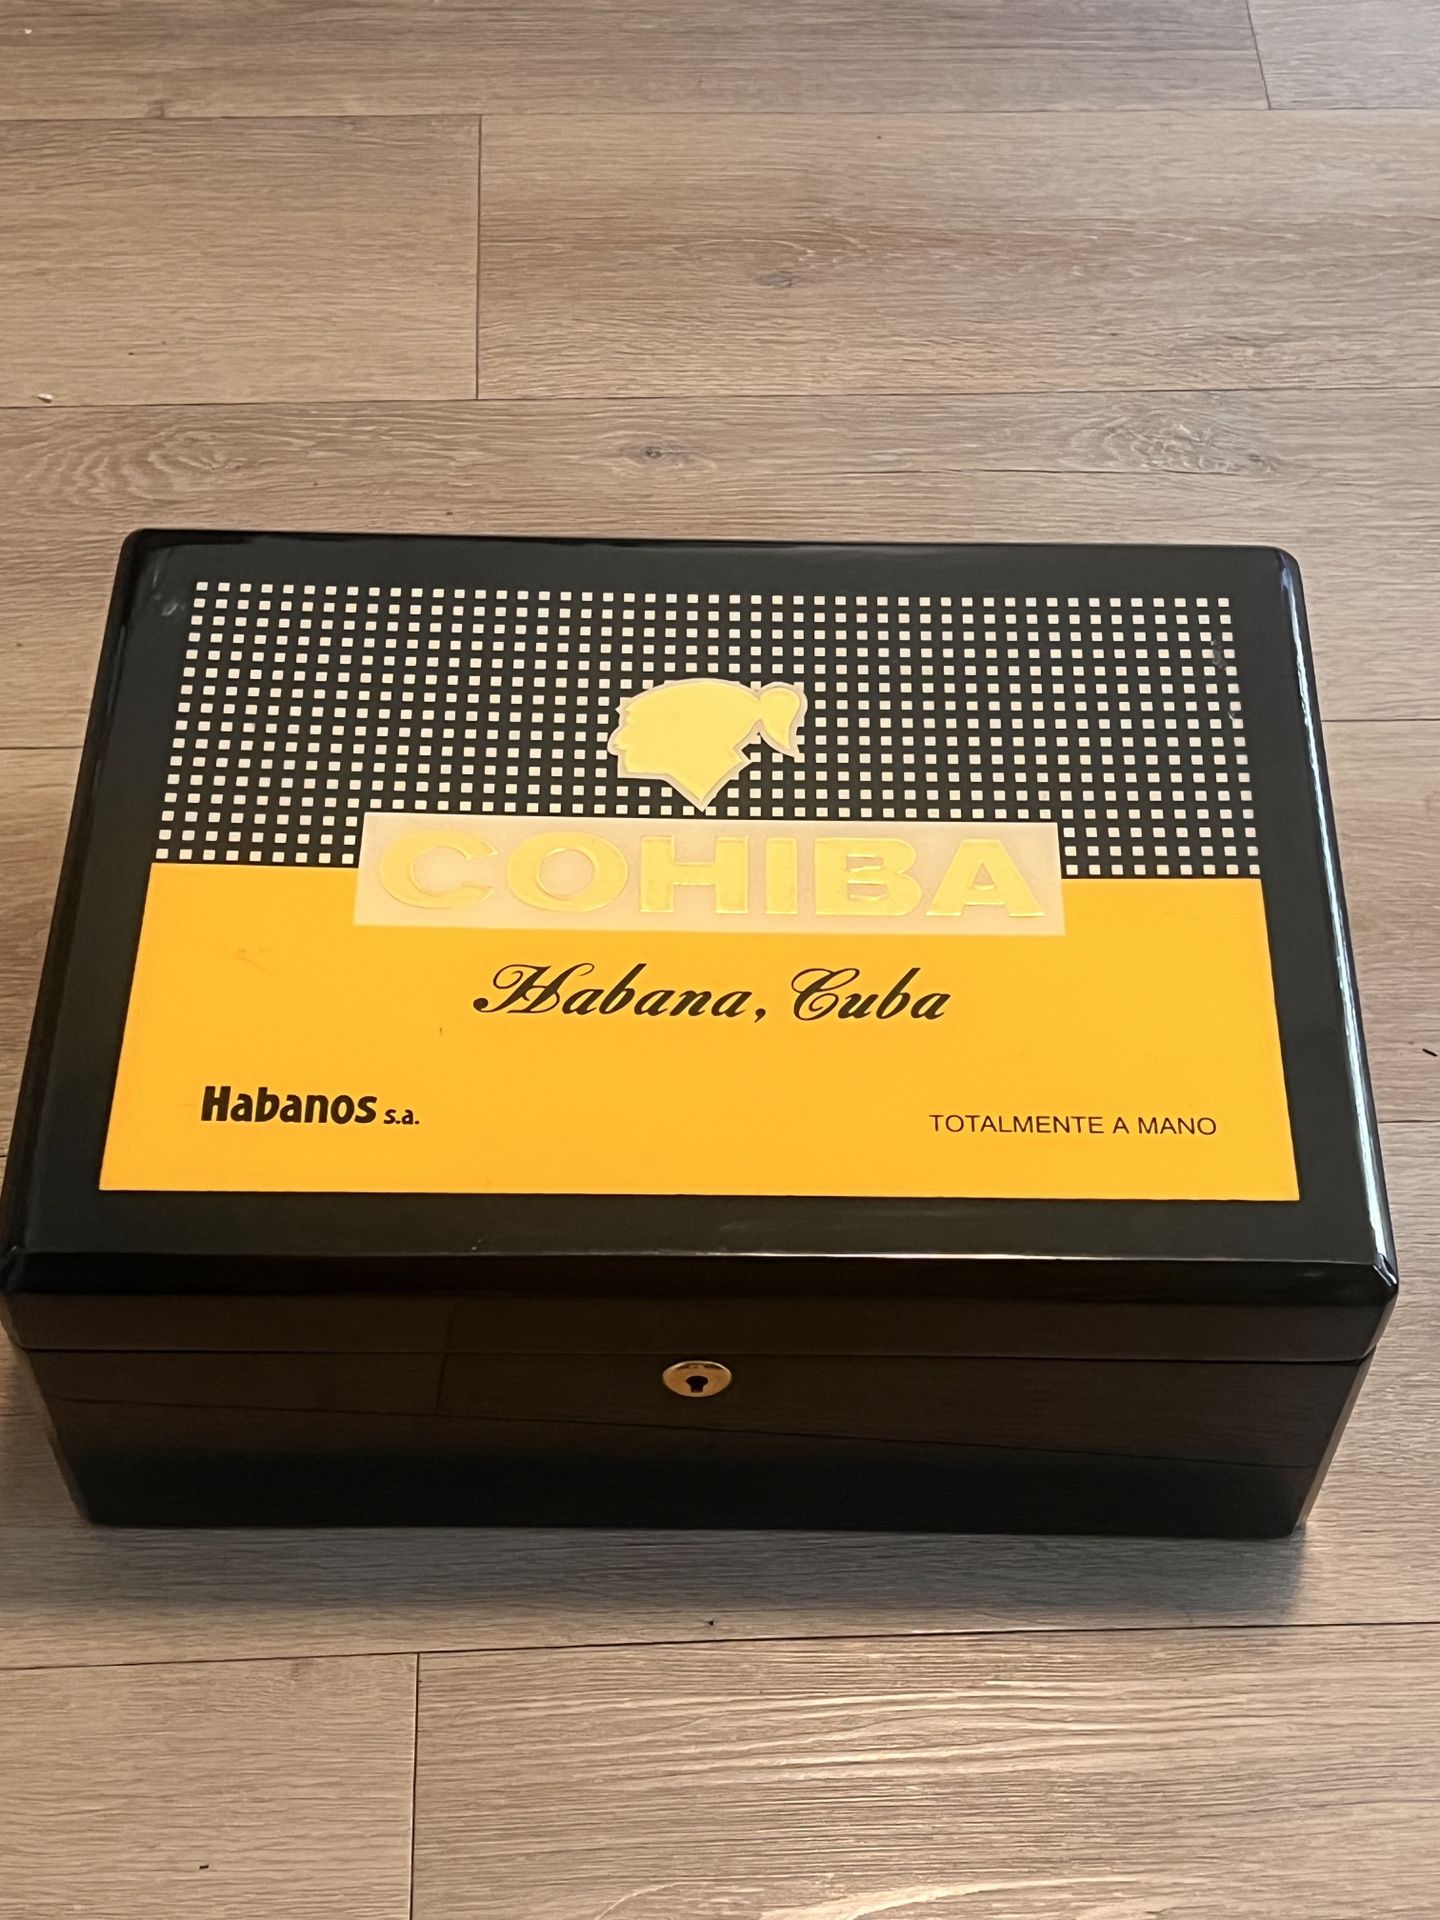 COHIBA
Habana, Cuba
Habanos s.a.
TOTALMENTE A MANO